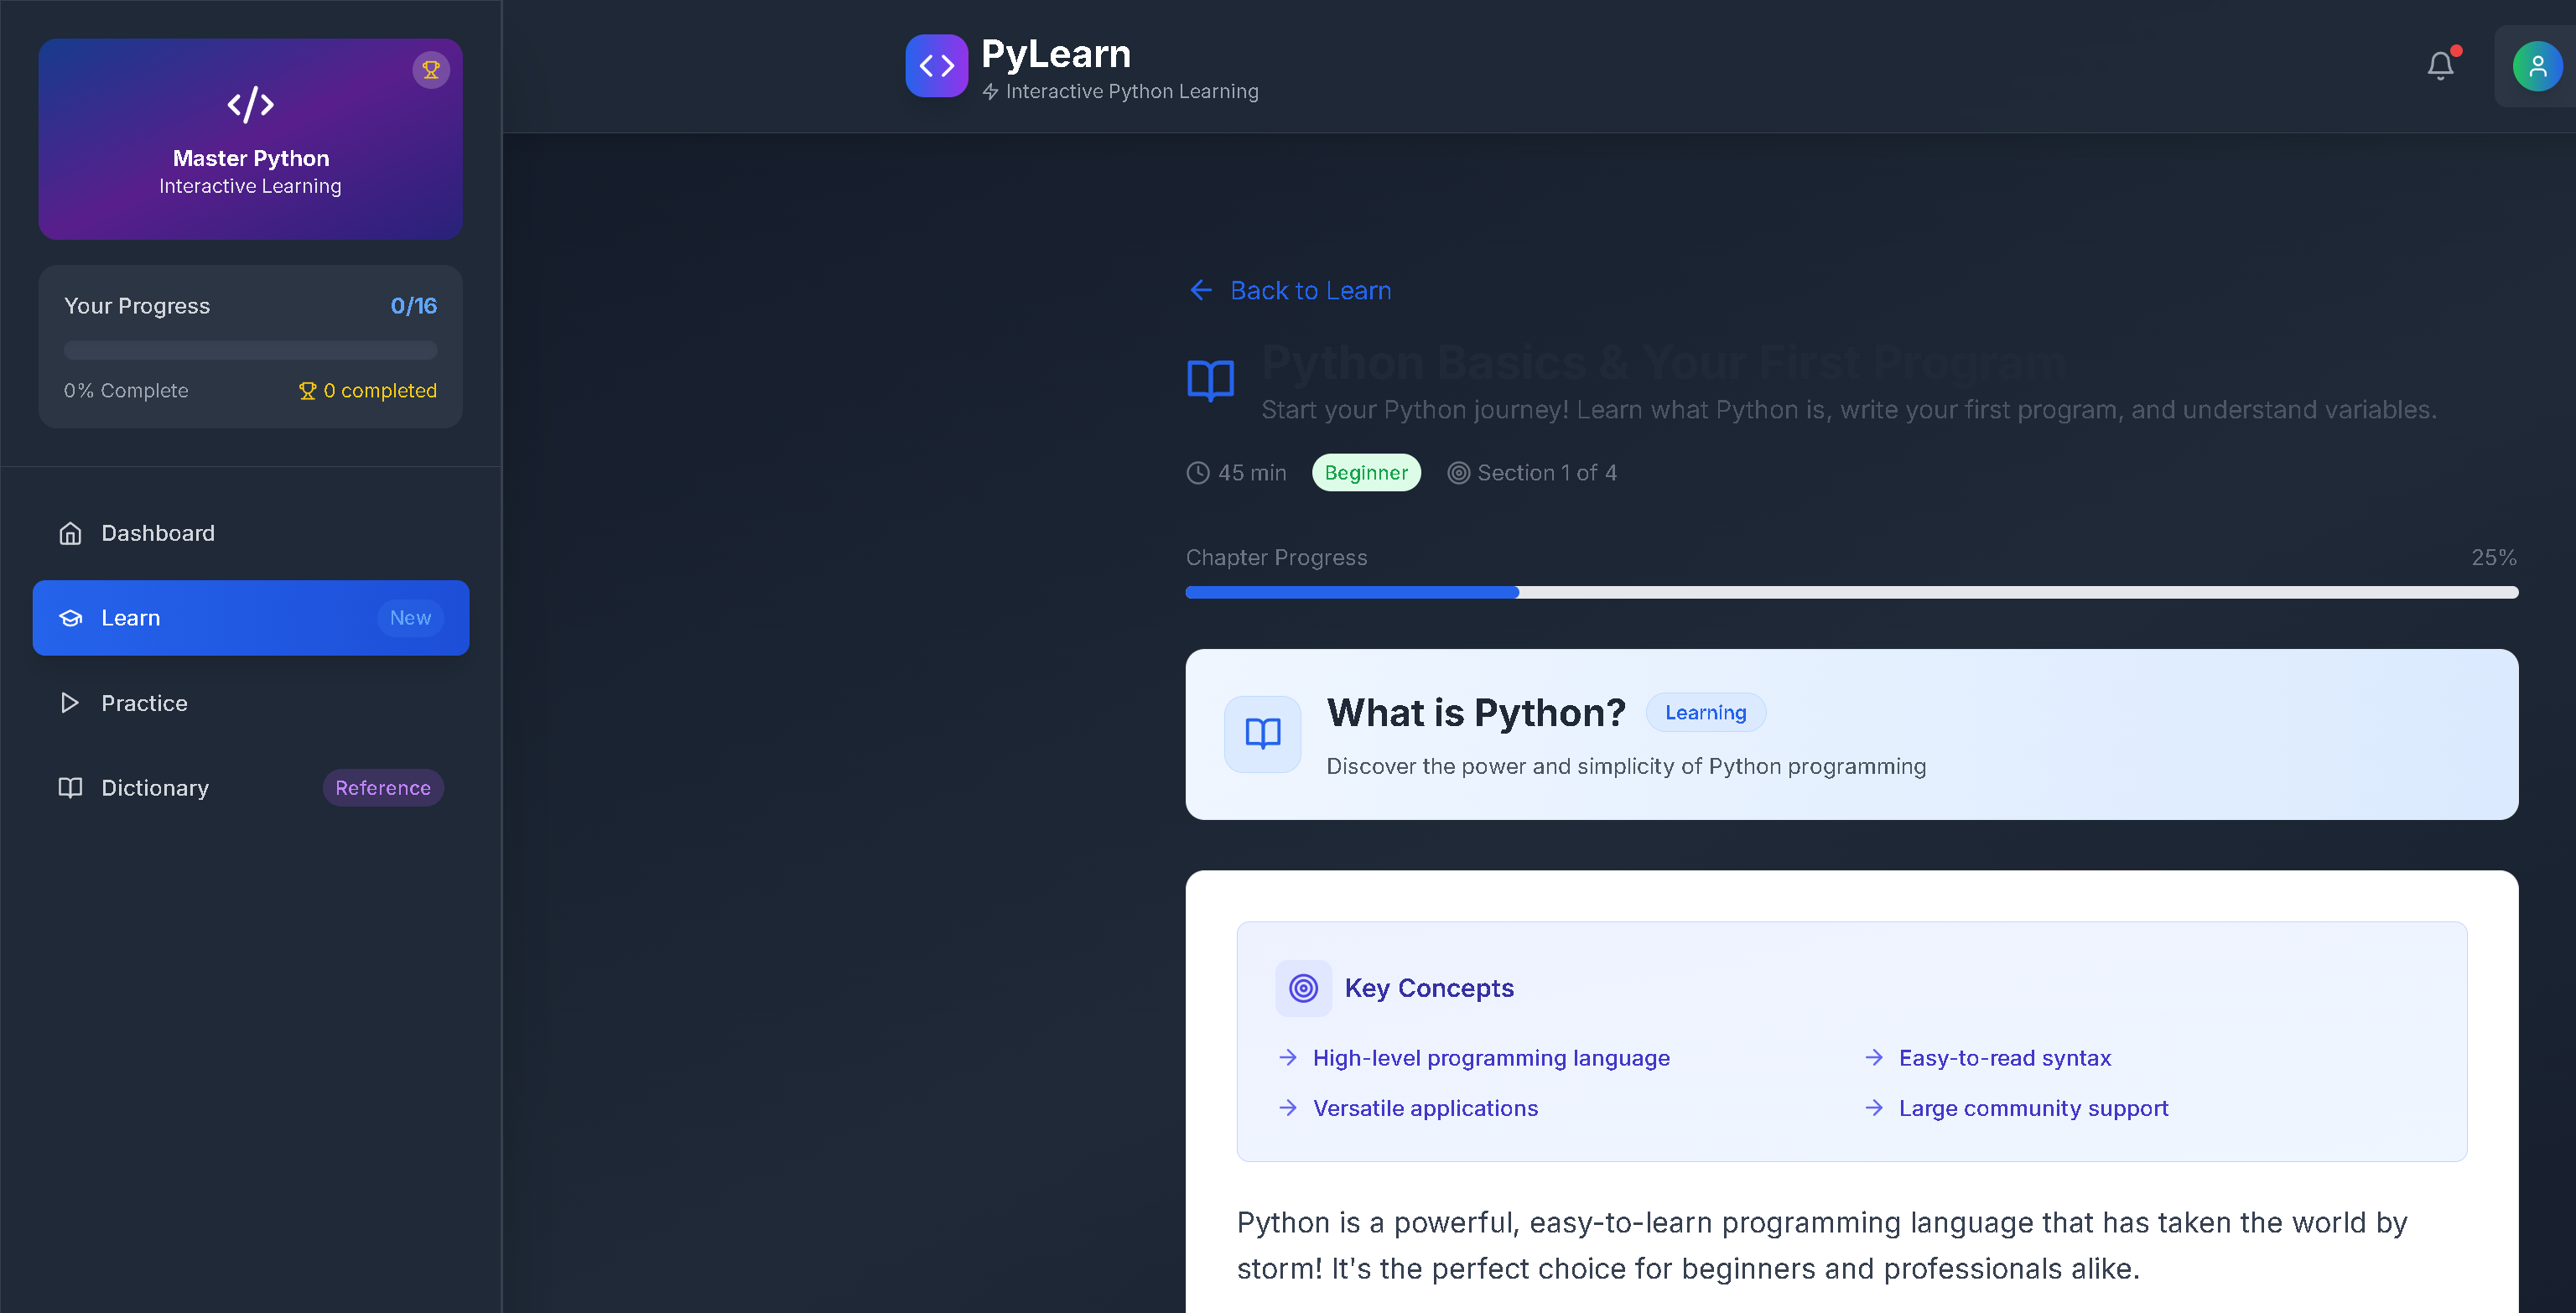 Master Python
Interactive Learning
Your Progress 0/16
0% Complete 0 completed
Dashboard
Learn New
Practice
Dictionary Reference
PyLearn
Interactive Python Learning
Back to Learn
Python Basics & Your First Program
Start your Python journey! Learn what Python is, write your first program, and understand variables.
45 min Beginner Section 1 of 4
Chapter Progress 25%
What is Python? Learning
Discover the power and simplicity of Python programming
Key Concepts
High-level programming language Easy-to-read syntax
Versatile applications Large community support
Python is a powerful, easy-to-learn programming language that has taken the world by
storm! It's the perfect choice for beginners and professionals alike.